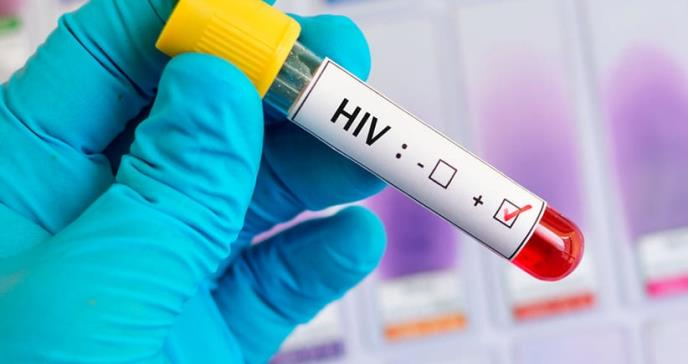 HIV : - ☐ + ☑